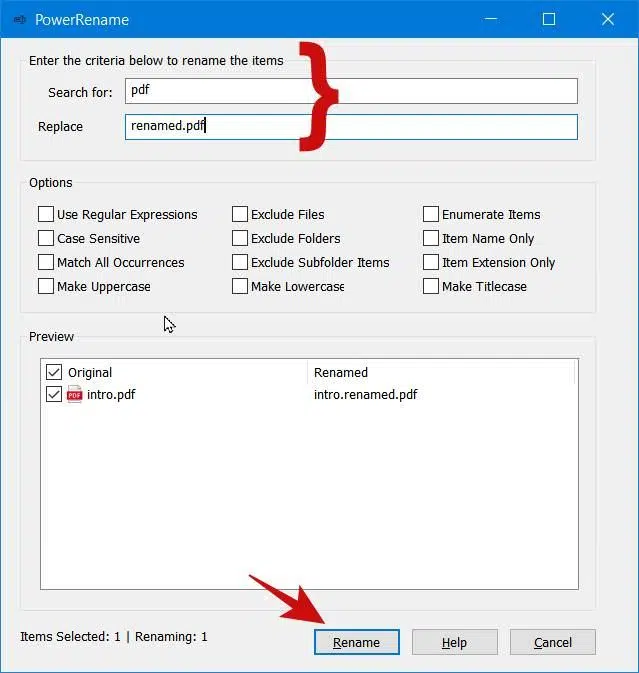 PowerRename
Enter the criteria below to rename the items
Search for: pdf
Replace renamed.pdf
Options
Use Regular Expressions Exclude Files Enumerate Items
Case Sensitive Exclude Folders Item Name Only
Match All Occurrences Exclude Subfolder Items Item Extension Only
Make Uppercase Make Lowercase Make Titlecase
Preview
Original Renamed
PDF intro.pdf intro.renamed.pdf
Items Selected: 1 | Renaming: 1 Rename Help Cancel